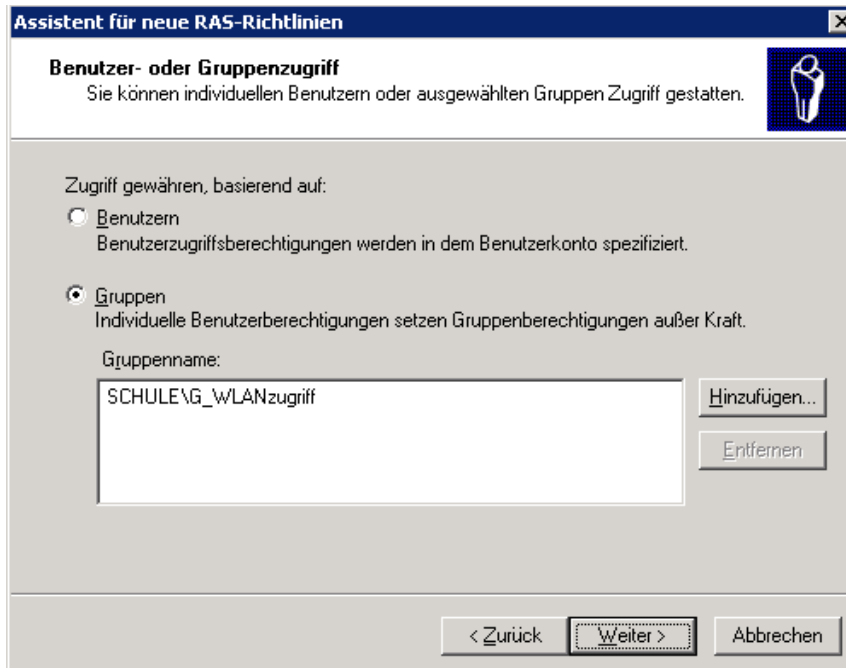 Assistent für neue RAS-Richtlinien
Benutzer- oder Gruppenzugriff
Sie können individuellen Benutzern oder ausgewählten Gruppen Zugriff gestatten.
Zugriff gewähren, basierend auf:
Benutzern
Benutzerzugriffsberechtigungen werden in dem Benutzerkonto spezifiziert.
Gruppen
Individuelle Benutzerberechtigungen setzen Gruppenberechtigungen außer Kraft.
Gruppenname:
SCHULE\G_WLANzugriff
Hinzufügen...
Entfernen
< Zurück
Weiter >
Abbrechen